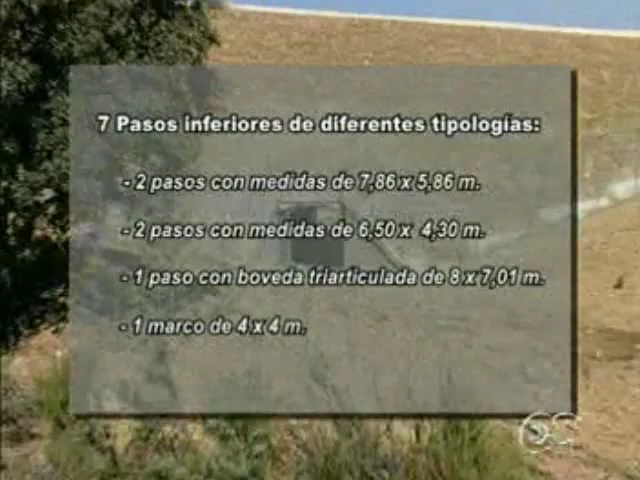 7 Pasos inferiores de diferentes tipologías:
- 2 pasos con medidas de 7,86 x 5,86 m.
- 2 pasos con medidas de 6,50 x 4,30 m.
- 1 paso con boveda triarticulada de 8 x 7,01 m.
- 1 marco de 4 x 4 m.